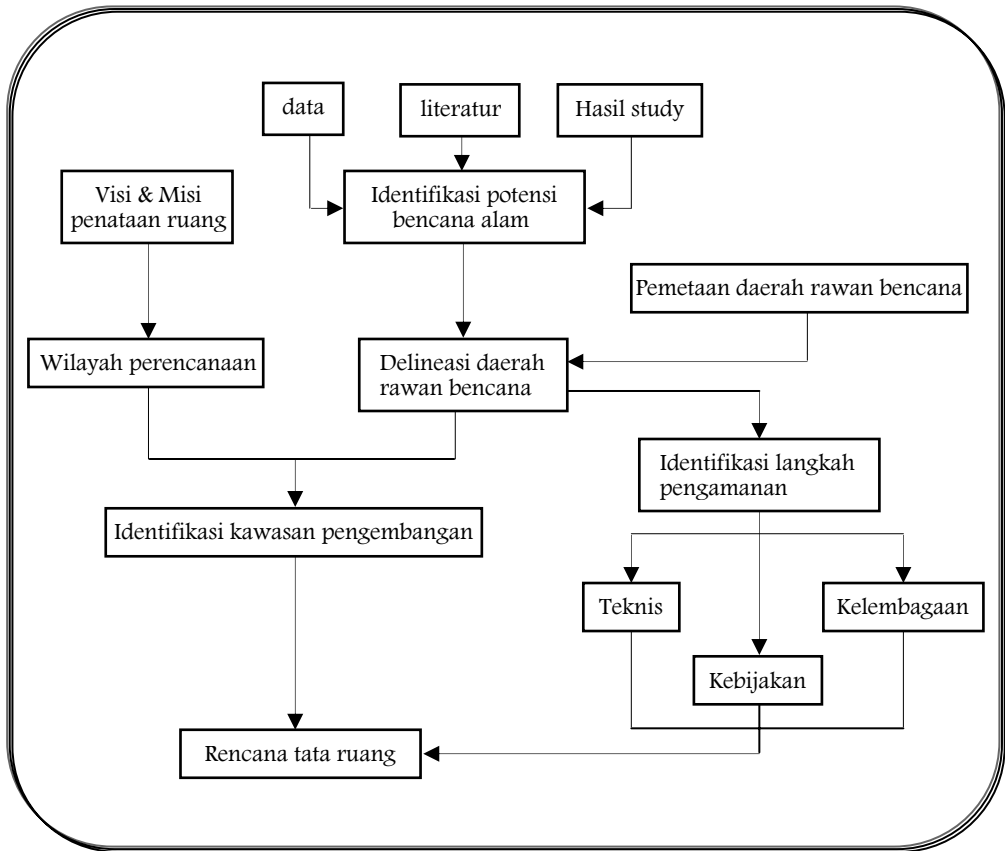 data
literatur
Hasil study
Visi & Misi
penataan ruang
Identifikasi potensi
bencana alam
Pemetaan daerah rawan bencana
Wilayah perencanaan
Delineasi daerah
rawan bencana
Identifikasi langkah
pengamanan
Identifikasi kawasan pengembangan
Teknis
Kelembagaan
Kebijakan
Rencana tata ruang